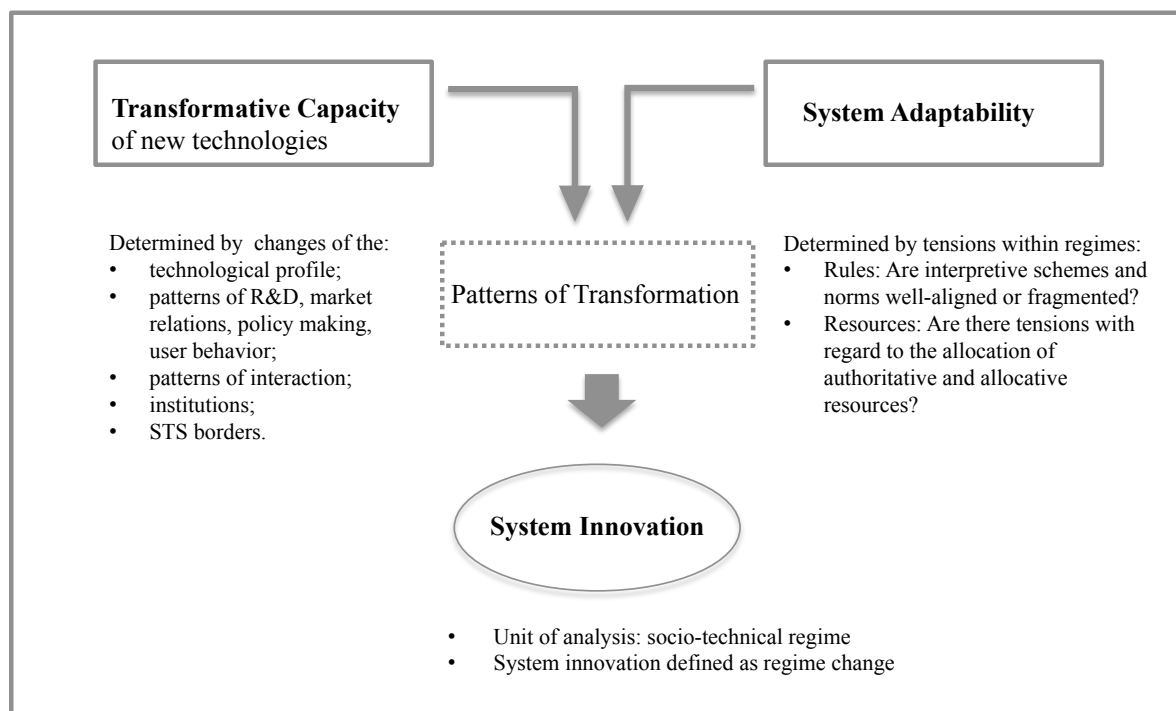 Transformative Capacity
of new technologies
System Adaptability
Determined by changes of the:
• technological profile;
• patterns of R&D, market
relations, policy making,
user behavior;
• patterns of interaction;
• institutions;
• STS borders.
Patterns of Transformation
Determined by tensions within regimes:
• Rules: Are interpretive schemes and
norms well-aligned or fragmented?
• Resources: Are there tensions with
regard to the allocation of
authoritative and allocative
resources?
System Innovation
• Unit of analysis: socio-technical regime
• System innovation defined as regime change